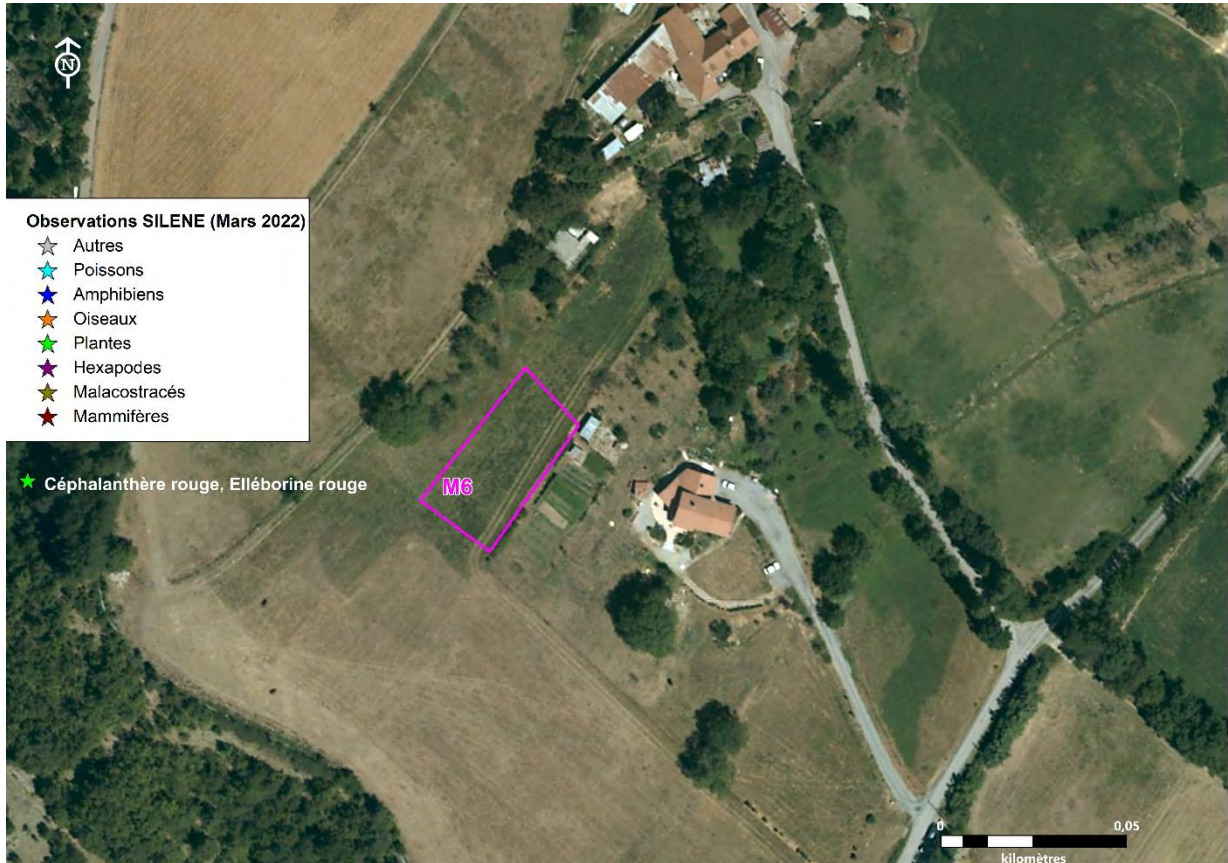 N
Observations SILENE (Mars 2022)
Autres
Poissons
Amphibiens
Oiseaux
Plantes
Hexapodes
Malacostracés
Mammifères
Céphalanthère rouge, Elléborine rouge
M6
0 0,05
kilomètres